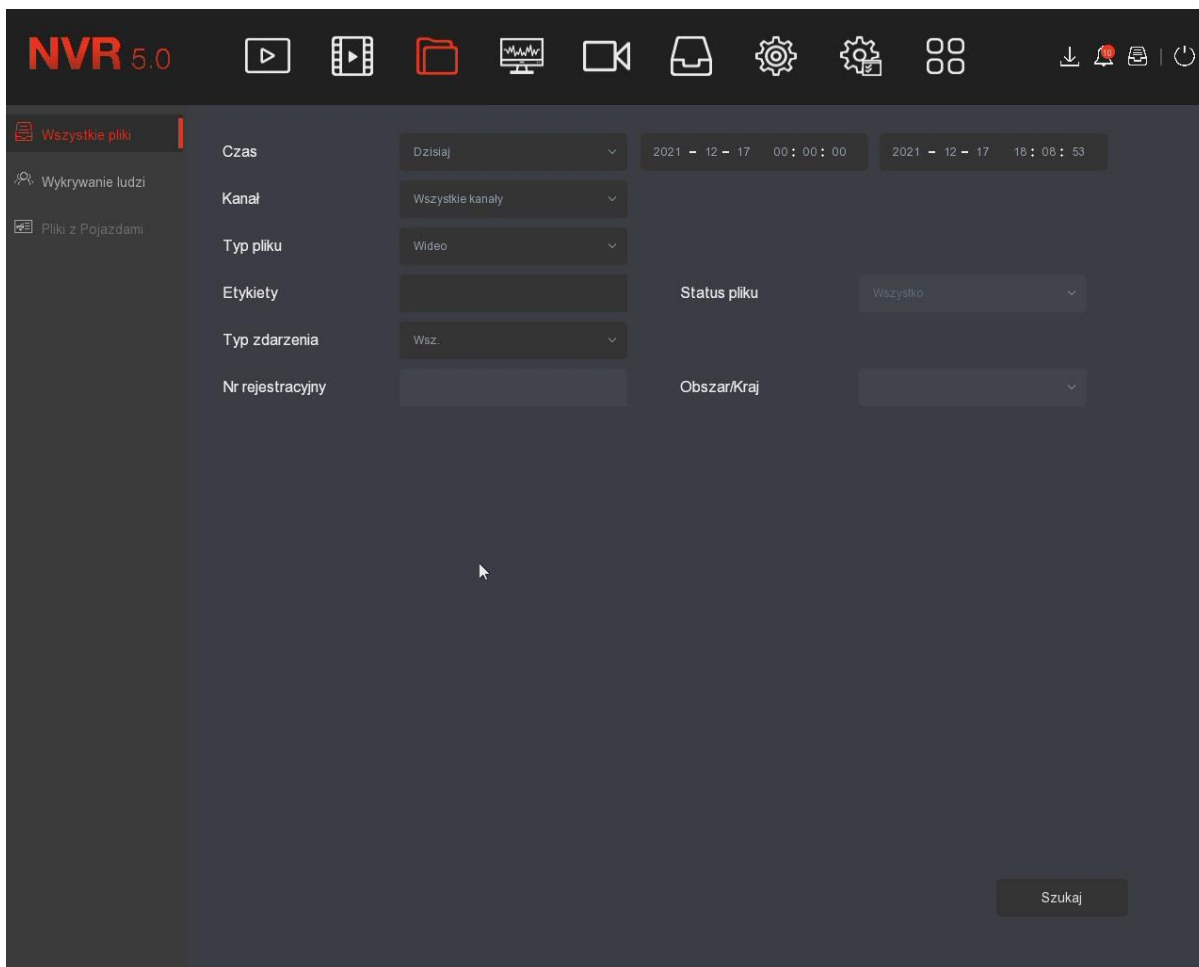 NVR 5.0
10
Wszystkie pliki
Wykrywanie ludzi
Pliki z Pojazdami
Czas Dzisiaj 2021 - 12 - 17 00 : 00 : 00 2021 - 12 - 17 18 : 08 : 53
Kanał Wszystkie kanały
Typ pliku Wideo
Etykiety Status pliku Wszystko
Typ zdarzenia Wsz.
Nr rejestracyjny Obszar/Kraj
Szukaj